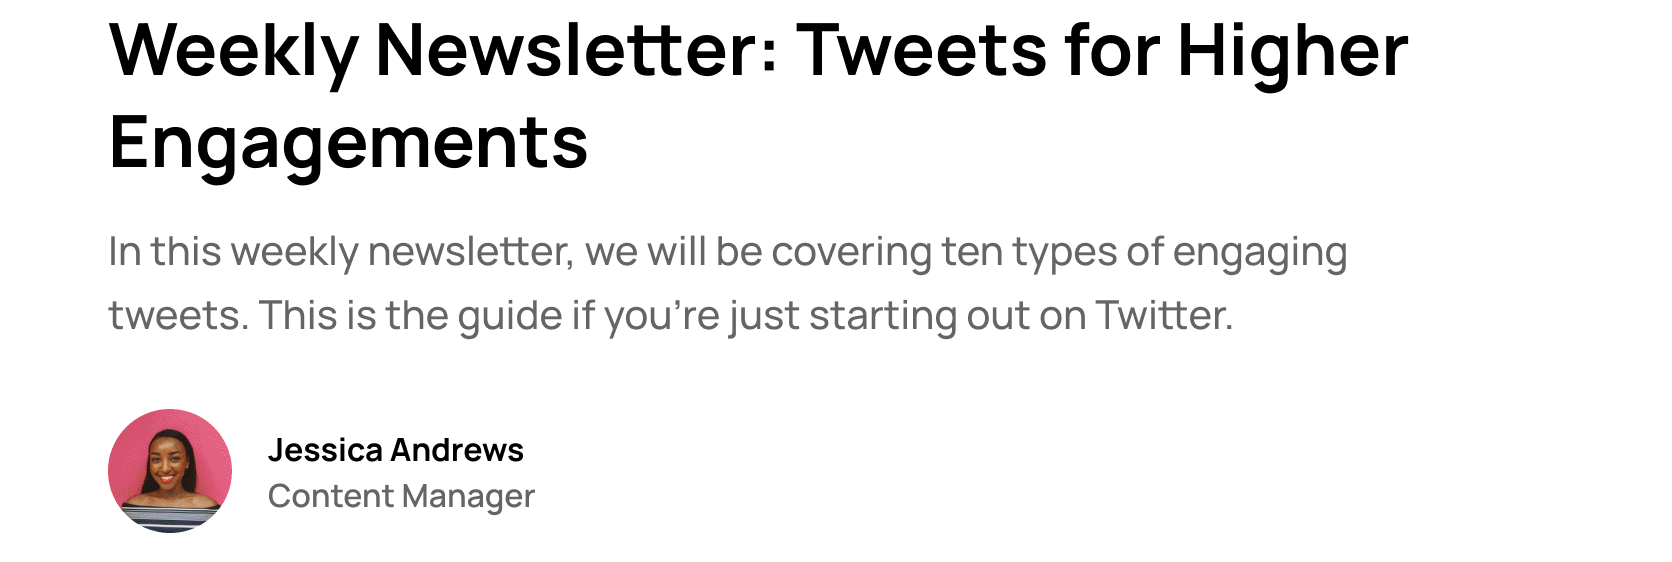 Weekly Newsletter: Tweets for Higher
Engagements
In this weekly newsletter, we will be covering ten types of engaging
tweets. This is the guide if you’re just starting out on Twitter.
Jessica Andrews
Content Manager